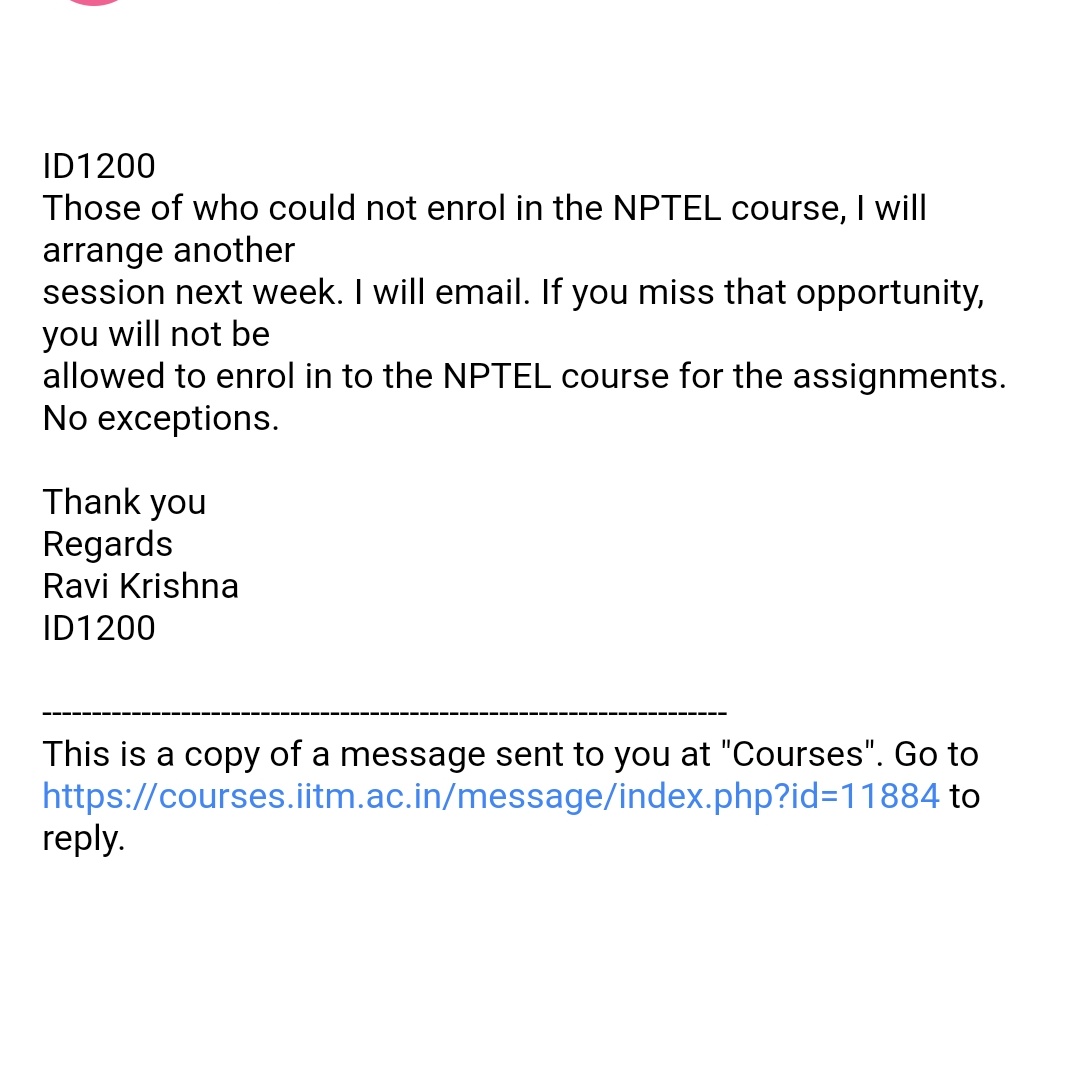 ID1200
Those of who could not enrol in the NPTEL course, I will
arrange another
session next week. I will email. If you miss that opportunity,
you will not be
allowed to enrol in to the NPTEL course for the assignments.
No exceptions.
Thank you
Regards
Ravi Krishna
ID1200
---------------------------------------------------------------------
This is a copy of a message sent to you at "Courses". Go to
https://courses.iitm.ac.in/message/index.php?id=11884 to
reply.